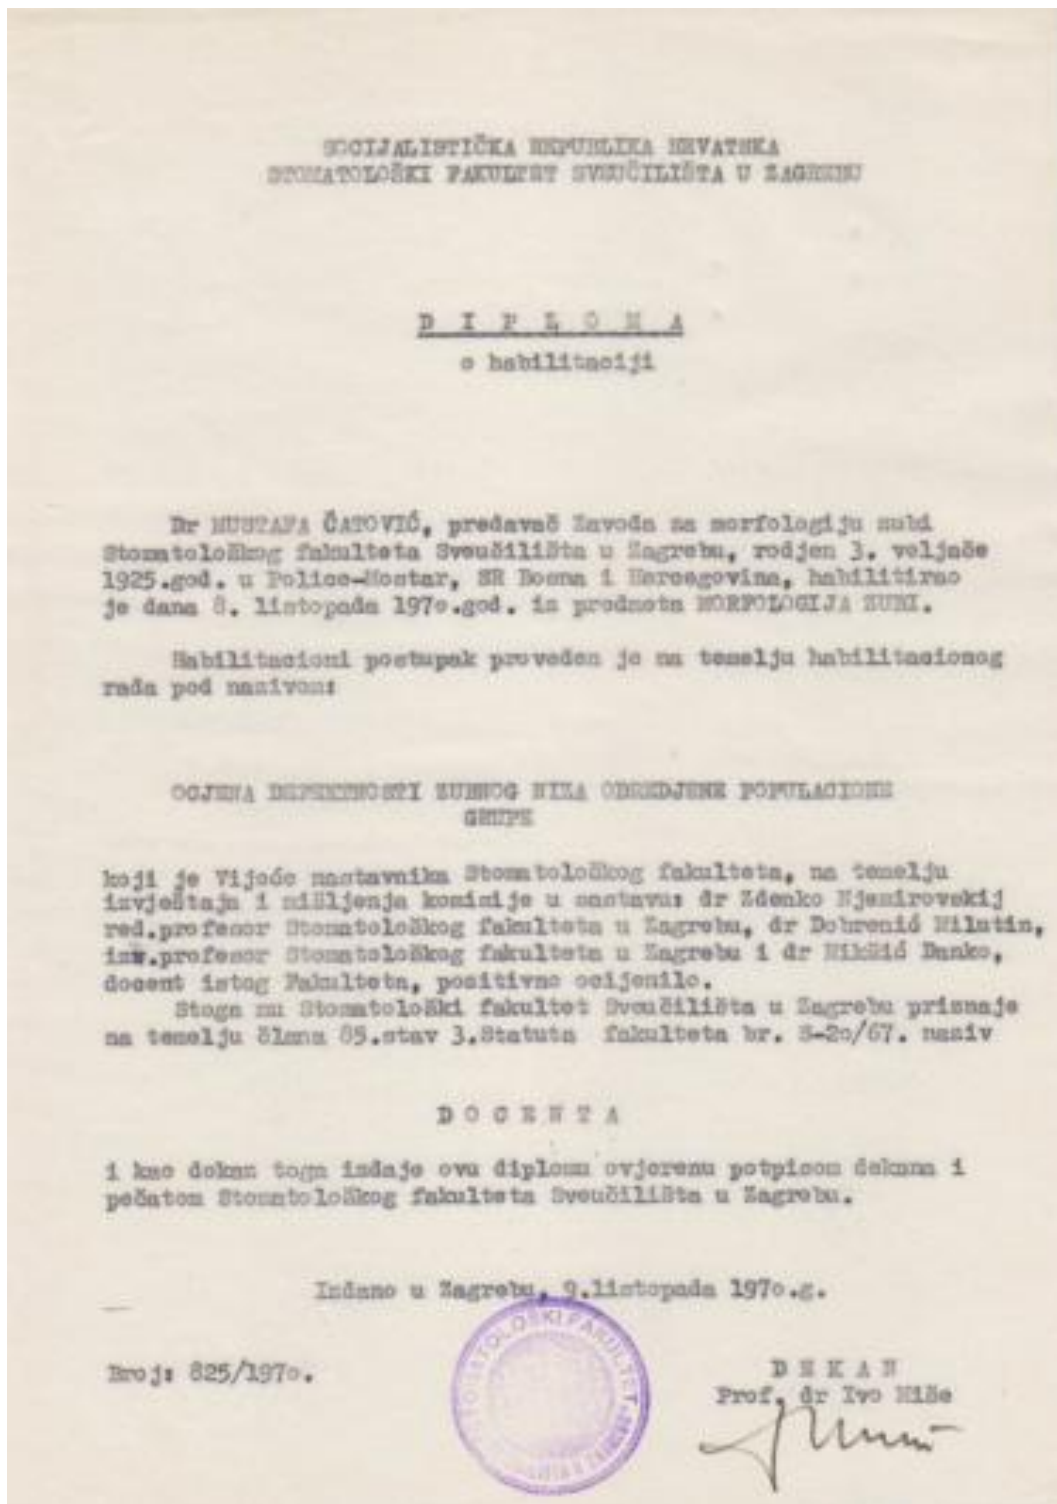 SOCIJALISTIČKA REPUBLIKA HRVATSKA
STOMATOLOŠKI FAKULTET SVEUČILIŠTA U ZAGREBU
D I P L O M A
o habilitaciji
Dr MUSTAFA ČATOVIĆ, predavač Zavoda za morfologiju zubi
Stomatološkog fakulteta Sveučilišta u Zagrebu, rodjen 3. veljače
1925.god. u Police-Mostar, SR Bosna i Hercegovina, habilitirao
je dana 8. listopada 197o.god. iz predmeta MORFOLOGIJA ZUBI.
Habilitacioni postupak proveden je na temelju habilitacionog
rada pod nazivom:
OCJENA DEFEKTNOSTI ZUBNOG NIZA ODREDJENE POPULACIONE
GRUPE
koji je Vijeće nastavnika Stomatološkog fakulteta, na temelju
izvještaja i mišljenja komisije u sastavu: dr Zdenko Njemirovskij
red.profesor Stomatološkog fakulteta u Zagrebu, dr Dobrenić Milutin,
izv.profesor Stomatološkog fakulteta u Zagrebu i dr Nikšić Danko,
docent istog Fakulteta, pozitivno ocijenilo.
Stoga mu Stomatološki fakultet Sveučilišta u Zagrebu priznaje
na temelju člana 85.stav 3.Statuta fakulteta br. S-2o/67. naziv
D O C E N T A
i kao dokaz toga izdaje ovu diplomu ovjerenu potpisom dekana i
pečatom Stomatološkog fakulteta Sveučilišta u Zagrebu.
Izdano u Zagrebu, 9.listopada 197o.g.
STOMATOLOŠKI FAKULTET
Broj: 825/197o.
D E K A N
Prof. dr Ivo Miše